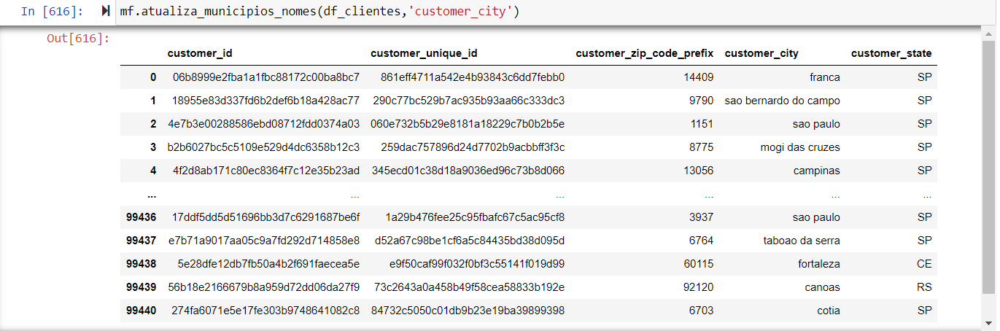 In [616]: mf.atualiza_municipios_nomes(df_clientes,'customer_city')
Out[616]:
customer_id customer_unique_id customer_zip_code_prefix customer_city customer_state
0 06b8999e2fba1a1fbc88172c00ba8bc7 861eff4711a542e4b93843c6dd7febb0 14409 franca SP
1 18955e83d337fd6b2def6b18a428ac77 290c77bc529b7ac935b93aa66c333dc3 9790 sao bernardo do campo SP
2 4e7b3e00288586ebd08712fdd0374a03 060e732b5b29e8181a18229c7b0b2b5e 1151 sao paulo SP
3 b2b6027bc5c5109e529d4dc6358b12c3 259dac757896d24d7702b9acbbff3f3c 8775 mogi das cruzes SP
4 4f2d8ab171c80ec8364f7c12e35b23ad 345ecd01c38d18a9036ed96c73b8d066 13056 campinas SP
... ... ... ... ... ...
99436 17ddf5dd5d51696bb3d7c6291687be6f 1a29b476fee25c95fbafc67c5ac95cf8 3937 sao paulo SP
99437 e7b71a9017aa05c9a7fd292d714858e8 d52a67c98be1cf6a5c84435bd38d095d 6764 taboao da serra SP
99438 5e28dfe12db7fb50a4b2f691faecea5e e9f50caf99f032f0bf3c55141f019d99 60115 fortaleza CE
99439 56b18e2166679b8a959d72dd06da27f9 73c2643a0a458b49f58cea58833b192e 92120 canoas RS
99440 274fa6071e5e17fe303b9748641082c8 84732c5050c01db9b23e19ba39899398 6703 cotia SP